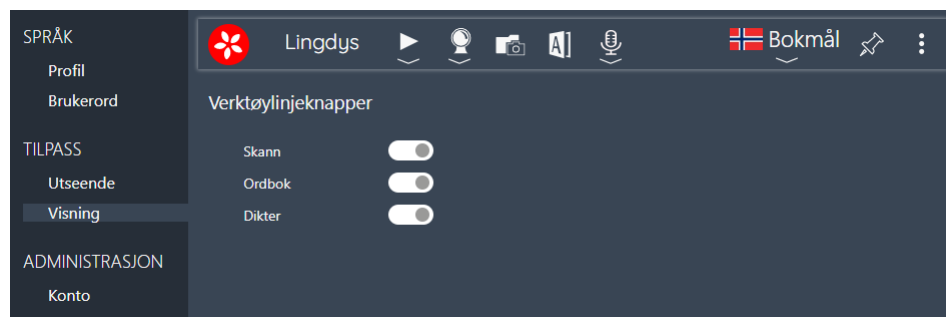 SPRÅK
Profil
Brukerord
TILPASS
Utseende
Visning
ADMINISTRASJON
Konto
Lingdys
A
Bokmål
Verktøylinjeknapper
Skann
Ordbok
Dikter